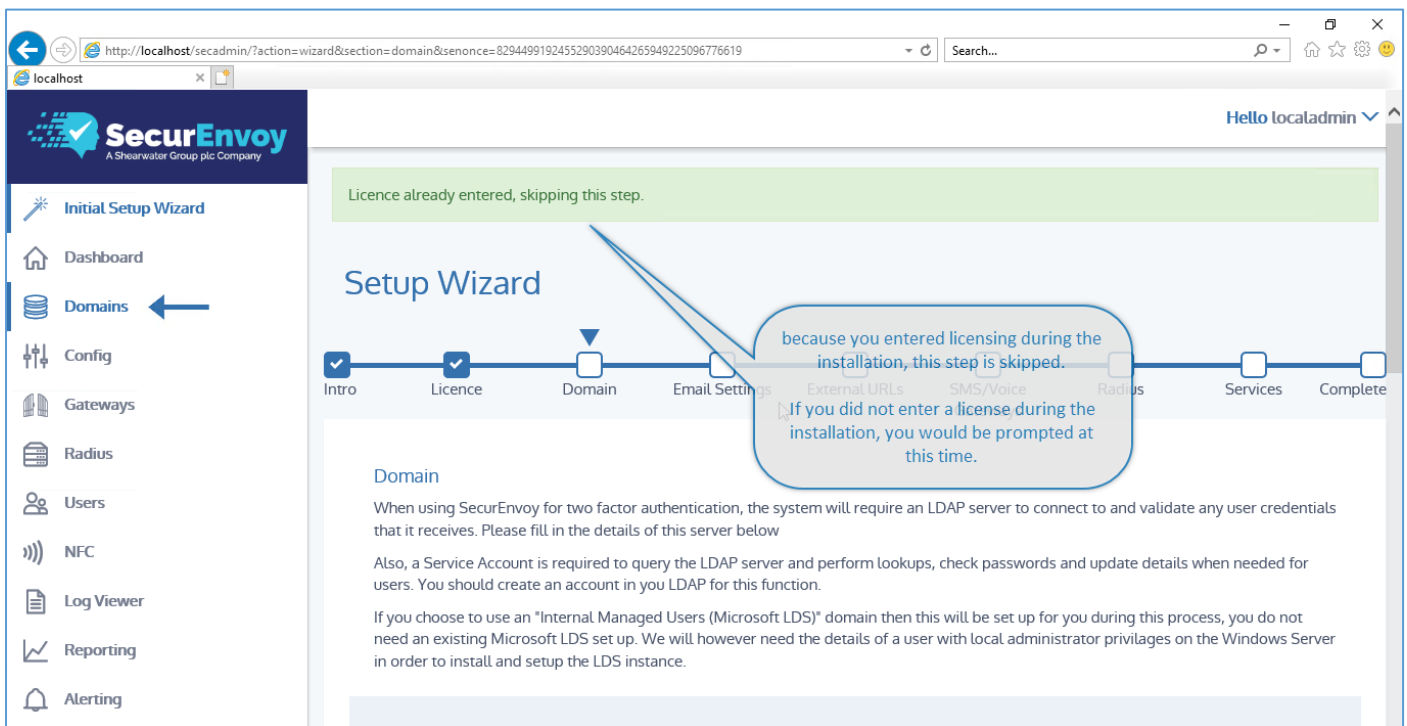 http://localhost/secadmin/?action=wizard&section=domain&senonce=82944991924552903904642659492250967​76619
Search...
localhost
SecurEnvoy
A Shearwater Group plc Company
Hello localadmin
Initial Setup Wizard
Dashboard
Domains
Config
Gateways
Radius
Users
NFC
Log Viewer
Reporting
Alerting
Licence already entered, skipping this step.
Setup Wizard
because you entered licensing during the
installation, this step is skipped.
If you did not enter a license during the
installation, you would be prompted at
this time.
Intro Licence Domain Email Settings External URLs SMS/Voice Radius Services Complete
Domain
When using SecurEnvoy for two factor authentication, the system will require an LDAP server to connect to and validate any user credentials
that it receives. Please fill in the details of this server below
Also, a Service Account is required to query the LDAP server and perform lookups, check passwords and update details when needed for
users. You should create an account in you LDAP for this function.
If you choose to use an "Internal Managed Users (Microsoft LDS)" domain then this will be set up for you during this process, you do not
need an existing Microsoft LDS set up. We will however need the details of a user with local administrator privilages on the Windows Server
in order to install and setup the LDS instance.